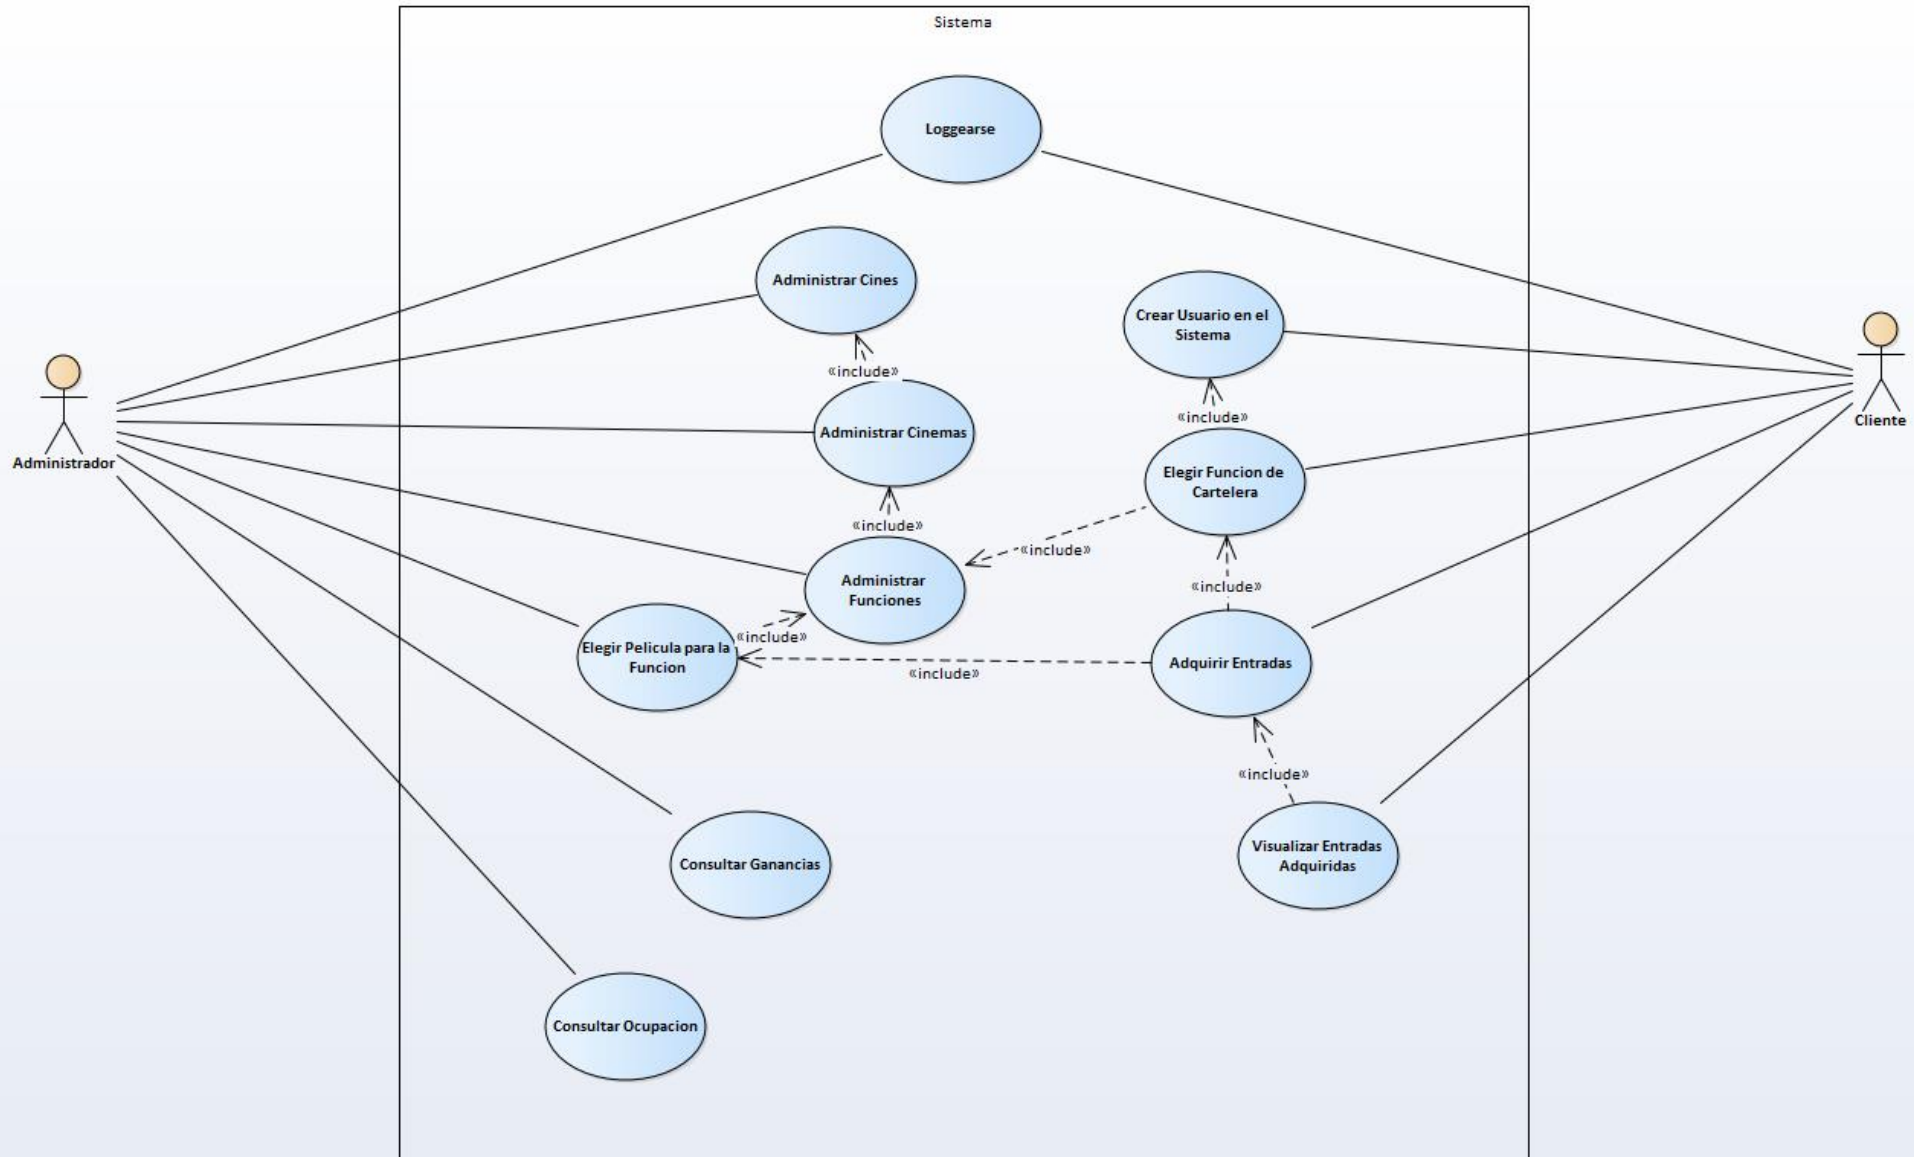 Sistema
Loggearse
Administrar Cines
Crear Usuario en el
Sistema
«include»
«include»
Cliente
Administrar Cinemas
Administrador
Elegir Funcion de
Cartelera
«include»
«include»
Administrar
Funciones
«include»
«include»
Elegir Pelicula para la
Funcion
Adquirir Entradas
«include»
«include»
Visualizar Entradas
Adquiridas
Consultar Ganancias
Consultar Ocupacion